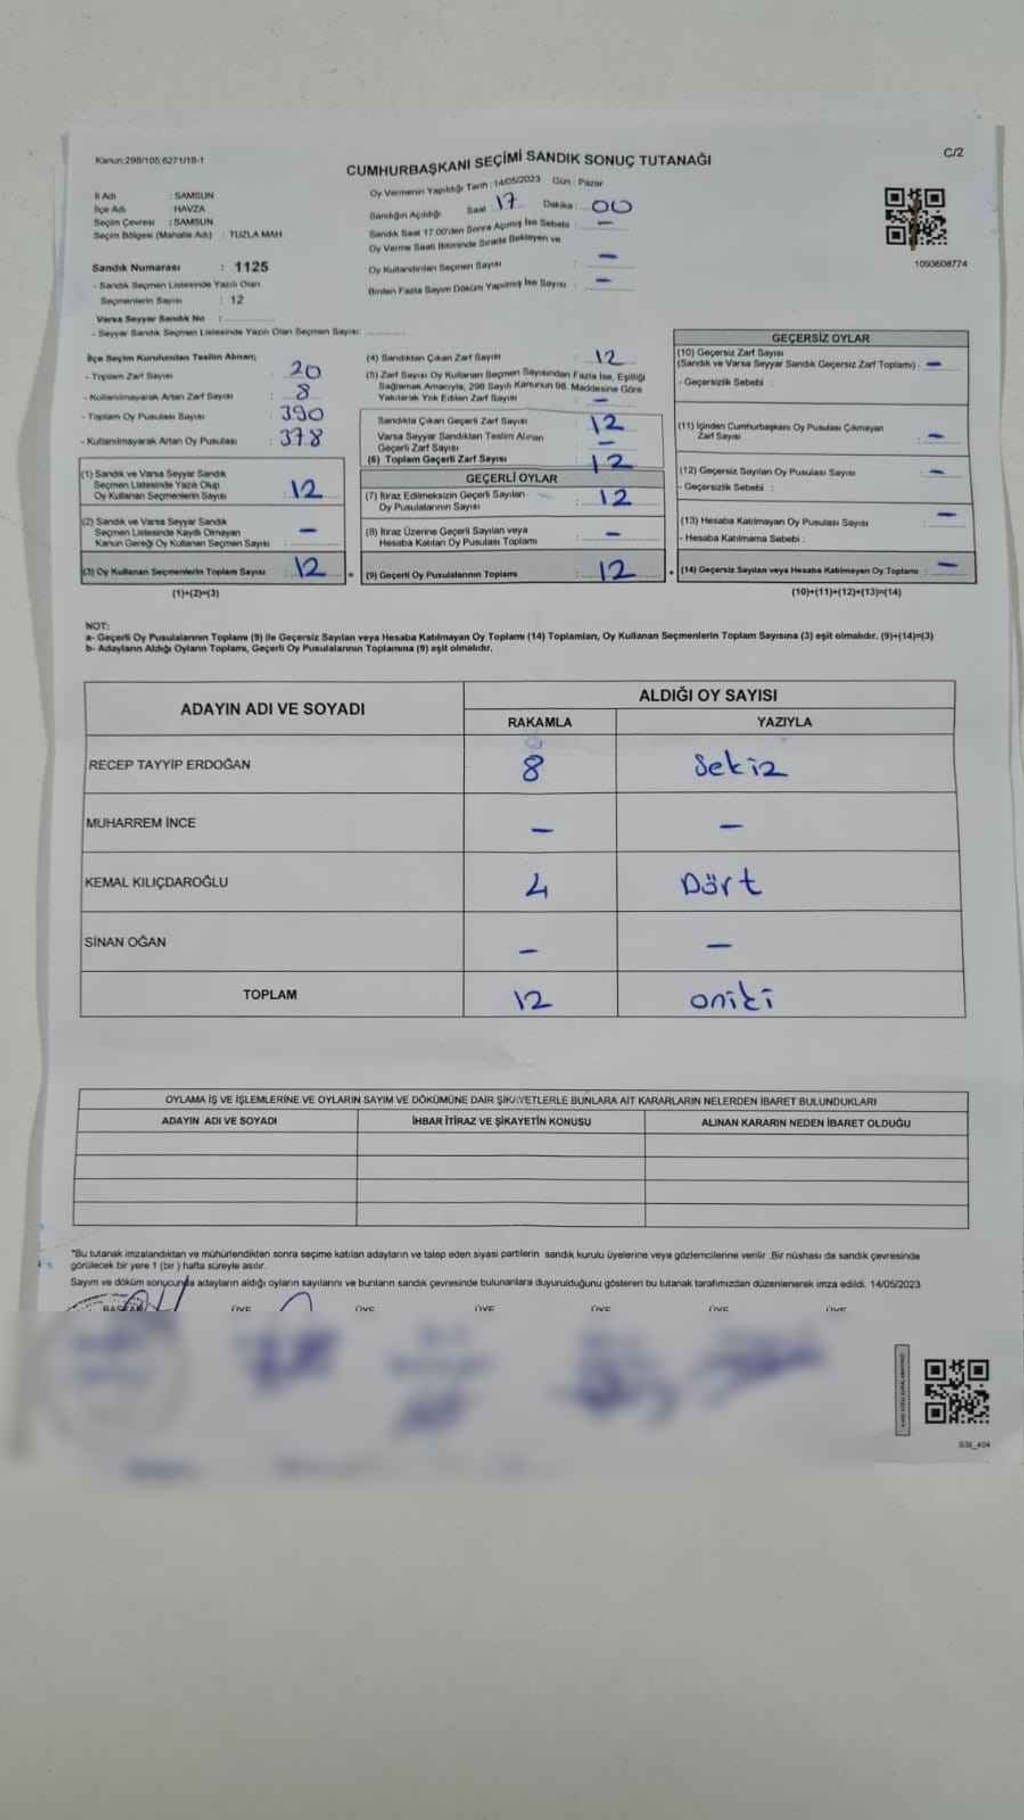 Kanun:298/105;6271/18-1
C/2
CUMHURBAŞKANI SEÇİMİ SANDIK SONUÇ TUTANAĞI
İl Adı : SAMSUN
İlçe Adı : HAVZA
Seçim Çevresi : SAMSUN
Seçim Bölgesi (Mahalle Adı) : TUZLA MAH
Sandık Numarası : 1125
- Sandık Seçmen Listesinde Yazılı Olan
Seçmenlerin Sayısı : 12
Varsa Seyyar Sandık No :
- Seyyar Sandık Seçmen Listesinde Yazılı Olan Seçmen Sayısı:
Oy Vermenin Yapıldığı Tarih : 14/05/2023 Gün : Pazar
Sandığın Açıldığı Saat : 17 Dakika : 00
Sandık Saat 17.00'den Sonra Açılmış İse Sebebi : -
Oy Verme Saati Bitiminde Sırada Bekleyen ve
Oy Kullandırılan Seçmen Sayısı : -
Birden Fazla Sayım Döküm Yapılmış İse Sayısı : -
1093608774
İlçe Seçim Kurulundan Teslim Alınan;
- Toplam Zarf Sayısı : 20
- Kullanılmayarak Artan Zarf Sayısı : 8
- Toplam Oy Pusulası Sayısı : 390
- Kullanılmayarak Artan Oy Pusulası : 378
(1) Sandık ve Varsa Seyyar Sandık
Seçmen Listesinde Yazılı Olup
Oy Kullanan Seçmenlerin Sayısı : 12
(2) Sandık ve Varsa Seyyar Sandık
Seçmen Listesinde Kaydı Olmayan
Kanun Gereği Oy Kullanan Seçmen Sayısı : -
(3) Oy Kullanan Seçmenlerin Toplam Sayısı : 12
(1)+(2)=(3)
(4) Sandıktan Çıkan Zarf Sayısı : 12
(5) Zarf Sayısı Oy Kullanan Seçmen Sayısından Fazla İse, Eşitliği
Sağlamak Amacıyla, 298 Sayılı Kanunun 98. Maddesine Göre
Yakılarak Yok Edilen Zarf Sayısı : -
Sandıkta Çıkan Geçerli Zarf Sayısı : 12
Varsa Seyyar Sandıktan Teslim Alınan
Geçerli Zarf Sayısı : -
(6) Toplam Geçerli Zarf Sayısı : 12
GEÇERLİ OYLAR
(7) İtiraz Edilmeksizin Geçerli Sayılan
Oy Pusulalarının Sayısı : 12
(8) İtiraz Üzerine Geçerli Sayılan veya
Hesaba Katılan Oy Pusulası Toplamı : -
(9) Geçerli Oy Pusulalarının Toplamı : 12
GEÇERSİZ OYLAR
(10) Geçersiz Zarf Sayısı
(Sandık ve Varsa Seyyar Sandık Geçersiz Zarf Toplamı) : -
- Geçersizlik Sebebi :
(11) İçinden Cumhurbaşkanı Oy Pusulası Çıkmayan
Zarf Sayısı : -
(12) Geçersiz Sayılan Oy Pusulası Sayısı : -
- Geçersizlik Sebebi :
(13) Hesaba Katılmayan Oy Pusulası Sayısı : -
- Hesaba Katılmama Sebebi :
(14) Geçersiz Sayılan veya Hesaba Katılmayan Oy Toplamı : -
(10)+(11)+(12)+(13)=(14)
NOT:
a- Geçerli Oy Pusulalarının Toplamı (9) ile Geçersiz Sayılan veya Hesaba Katılmayan Oy Toplamı (14) Toplamları, Oy Kullanan Seçmenlerin Toplam Sayısına (3) eşit olmalıdır. (9)+(14)=(3)
b- Adayların Aldığı Oyların Toplamı, Geçerli Oy Pusulalarının Toplamına (9) eşit olmalıdır.
ADAYIN ADI VE SOYADI
ALDIĞI OY SAYISI
RAKAMLA YAZIYLA
RECEP TAYYİP ERDOĞAN 8 Sekiz
MUHARREM İNCE - -
KEMAL KILIÇDAROĞLU 4 Dört
SİNAN OĞAN - -
TOPLAM 12 oniki
OYLAMA İŞ VE İŞLEMLERİNE VE OYLARIN SAYIM VE DÖKÜMÜNE DAİR ŞİKAYETLERLE BUNLARA AİT KARARLARIN NELERDEN İBARET BULUNDUKLARI
ADAYIN ADI VE SOYADI İHBAR İTİRAZ VE ŞİKAYETİN KONUSU ALINAN KARARIN NEDEN İBARET OLDUĞU
*Bu tutanak imzalandıktan ve mühürlendikten sonra seçime katılan adayların ve talep eden siyasi partilerin sandık kurulu üyelerine veya gözlemcilerine verilir. Bir nüshası da sandık çevresinde
görülecek bir yere 1 (bir) hafta süreyle asılır.
Sayım ve döküm sonucunda adayların aldığı oyların sayılarını ve bunların sandık çevresinde bulunanlara duyurulduğunu gösteren bu tutanak tarafımızdan düzenlenerek imza edildi. 14/05/2023
BAŞKAN ÜYE ÜYE ÜYE ÜYE ÜYE ÜYE